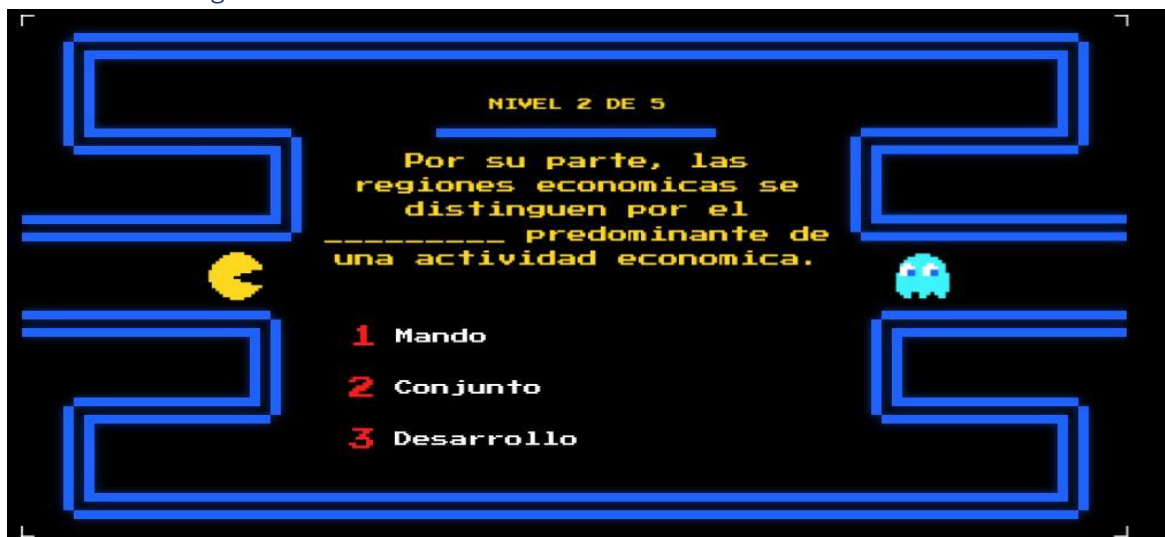 NIVEL 2 DE 5
Por su parte, las
regiones economicas se
distinguen por el
_________ predominante de
una actividad economica.
1 Mando
2 Conjunto
3 Desarrollo